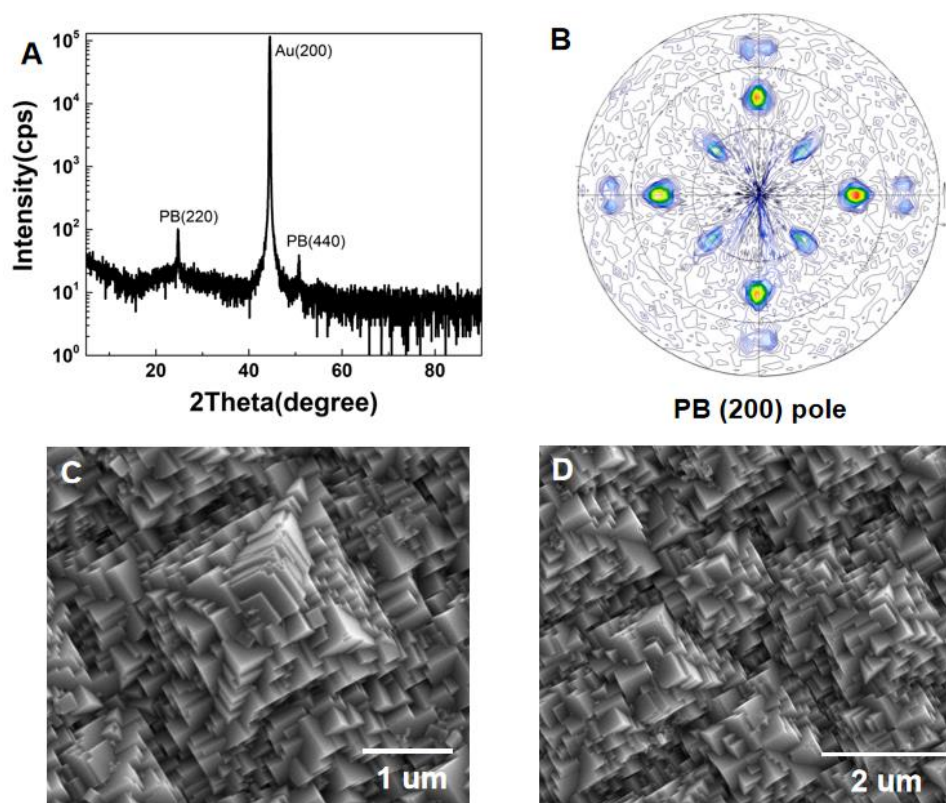 A
Intensity(cps)
10^5
10^4
10^3
10^2
10^1
10^0
Au(200)
PB(220)
PB(440)
20
40
60
80
2Theta(degree)
B
PB (200) pole
C
1 um
D
2 um